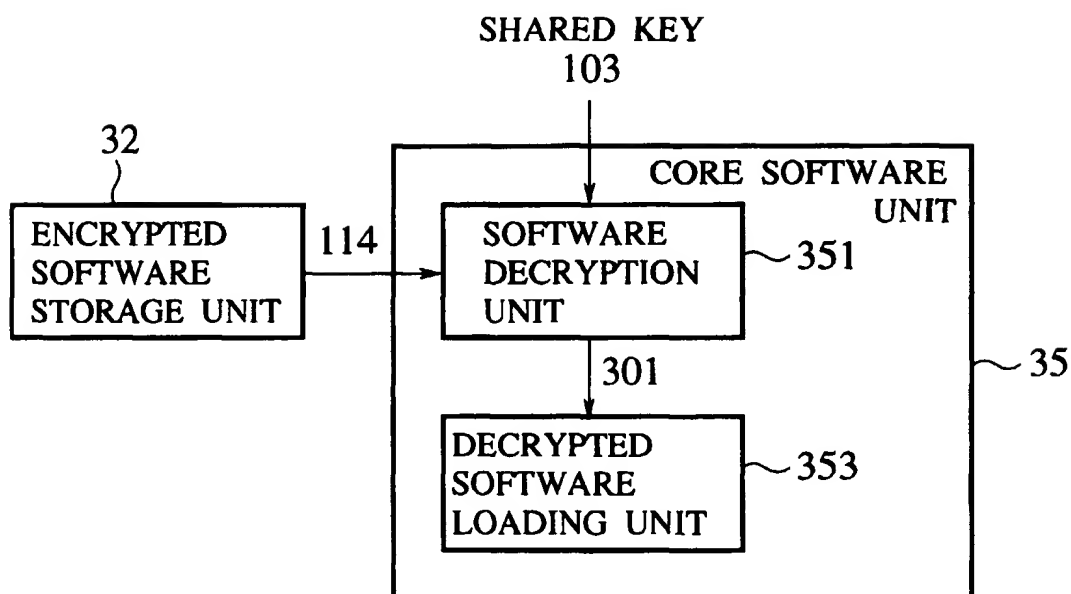 SHARED KEY
103
32
CORE SOFTWARE
UNIT
ENCRYPTED
SOFTWARE
STORAGE UNIT
114
SOFTWARE
DECRYPTION
UNIT
351
301
35
DECRYPTED
SOFTWARE
LOADING UNIT
353